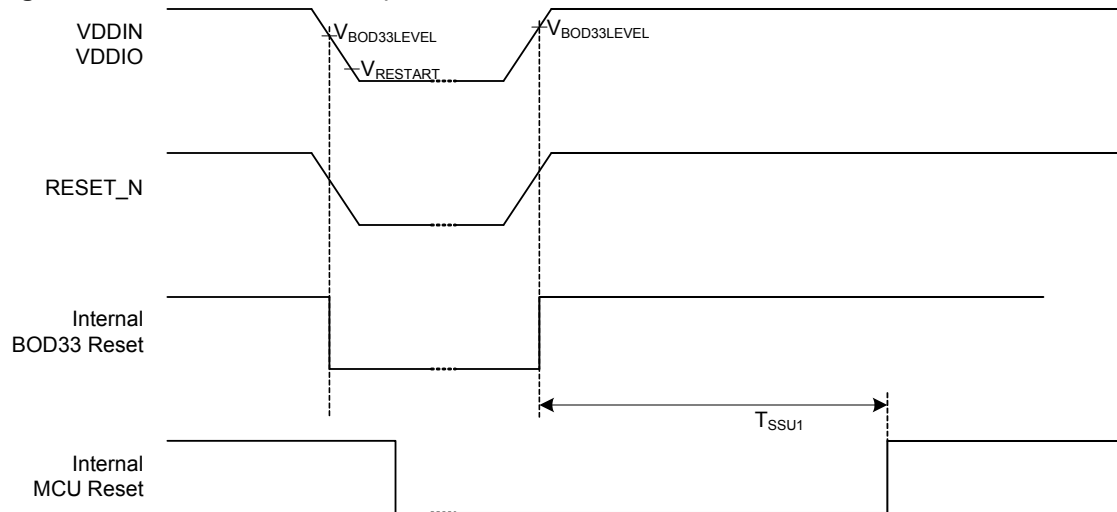 VDDIN
VDDIO
VBOD33LEVEL
VBOD33LEVEL
VRESTART
RESET_N
Internal
BOD33 Reset
TSSU1
Internal
MCU Reset